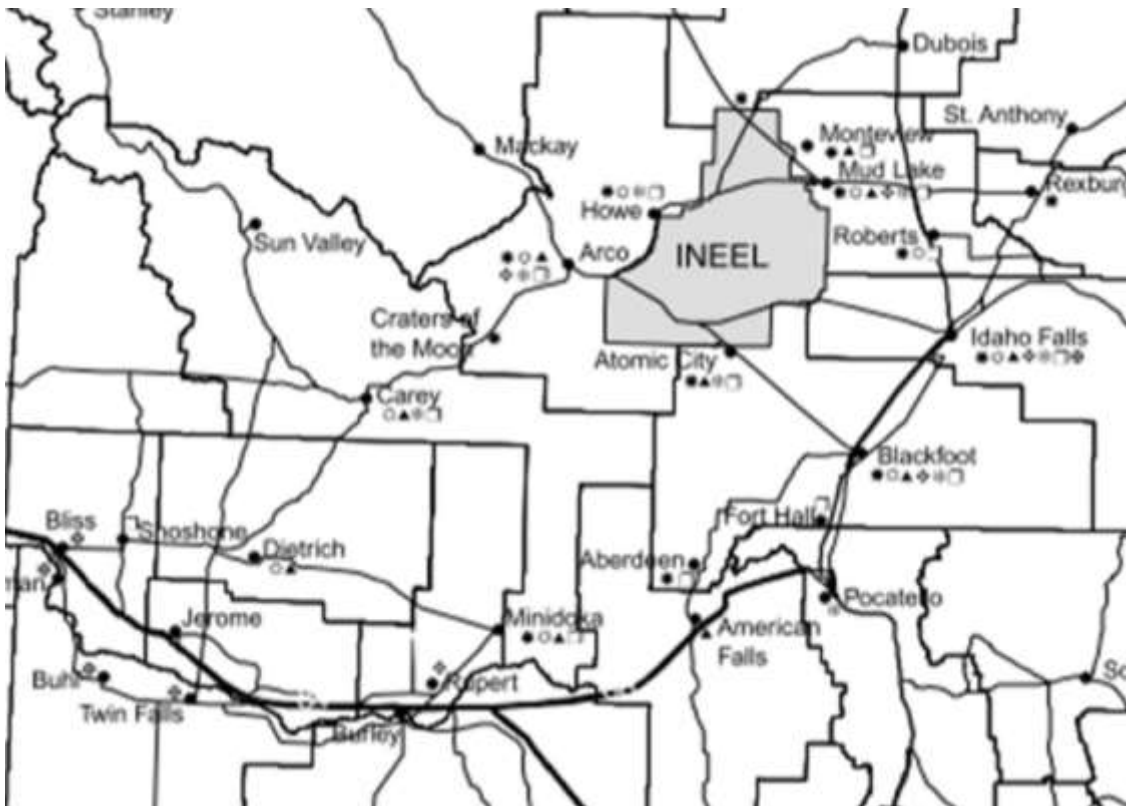 Stanley
Dubois
St. Anthony
Mackay
Monteview
Mud Lake
Rexburg
Howe
Sun Valley
Roberts
Arco
INEEL
Craters of
the Moon
Idaho Falls
Atomic City
Carey
Blackfoot
Bliss
Shoshone
Fort Hall
Dietrich
Aberdeen
man
Pocatello
Jerome
Minidoka
American
Falls
Buhl
Rupert
So
Twin Falls
Burley